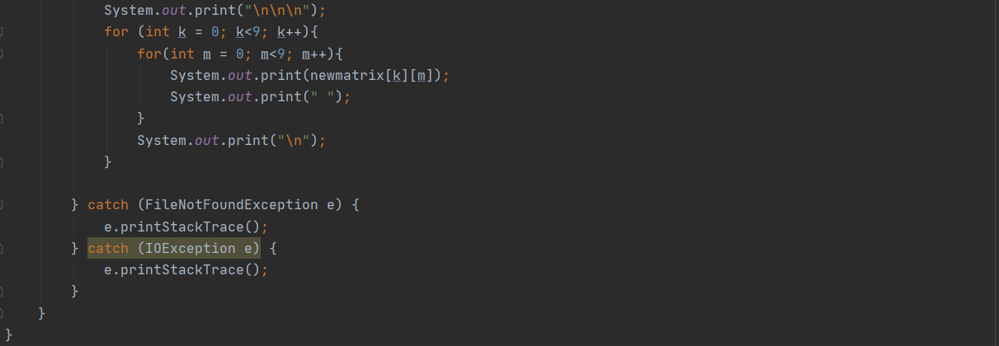 System.out.print("\n\n\n");
for (int k = 0; k<9; k++){
for(int m = 0; m<9; m++){
System.out.print(newmatrix[k][m]);
System.out.print(" ");
}
System.out.print("\n");
}
} catch (FileNotFoundException e) {
e.printStackTrace();
} catch (IOException e) {
e.printStackTrace();
}
}
}